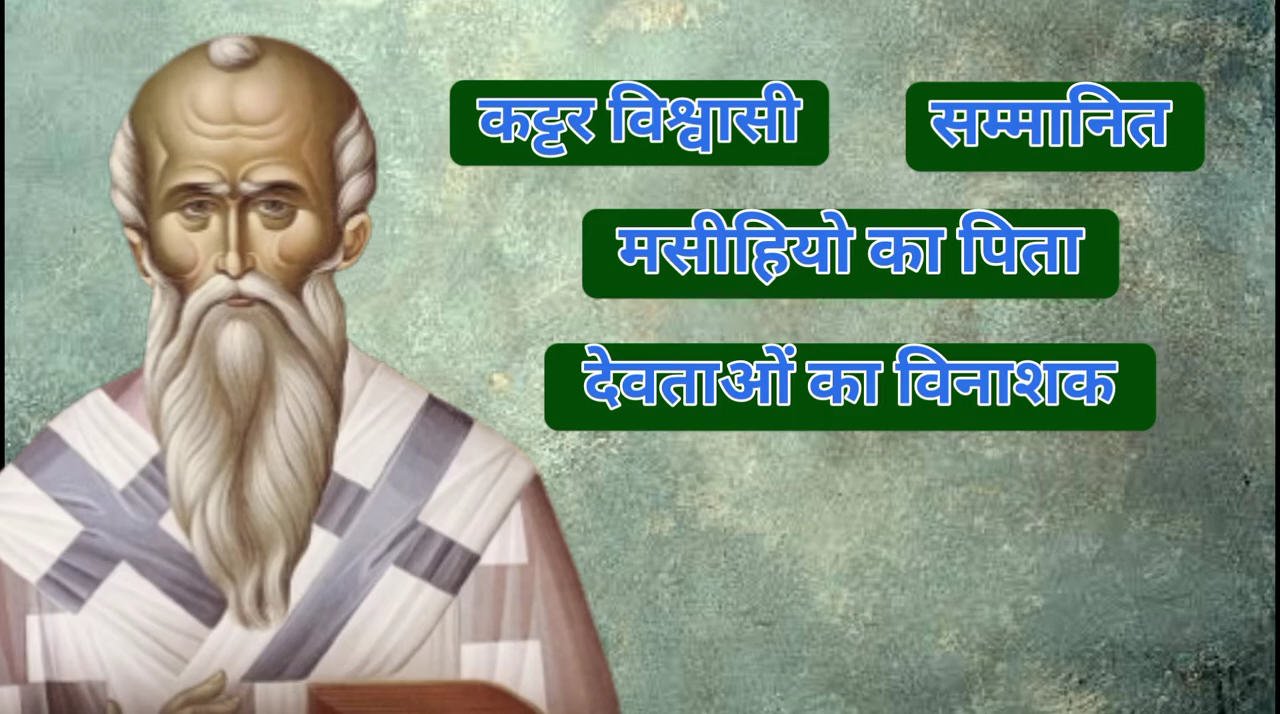 कट्टर विश्वासी
सम्मानित
मसीहियो का पिता
देवताओं का विनाशक